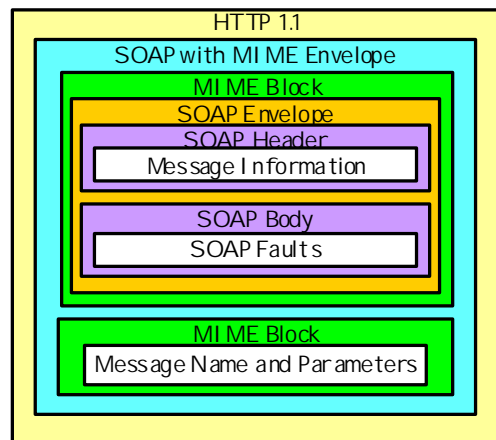 HTTP 1.1
SOAP with MIME Envelope
MIME Block
SOAP Envelope
SOAP Header
Message Information
SOAP Body
SOAP Faults
MIME Block
Message Name and Parameters